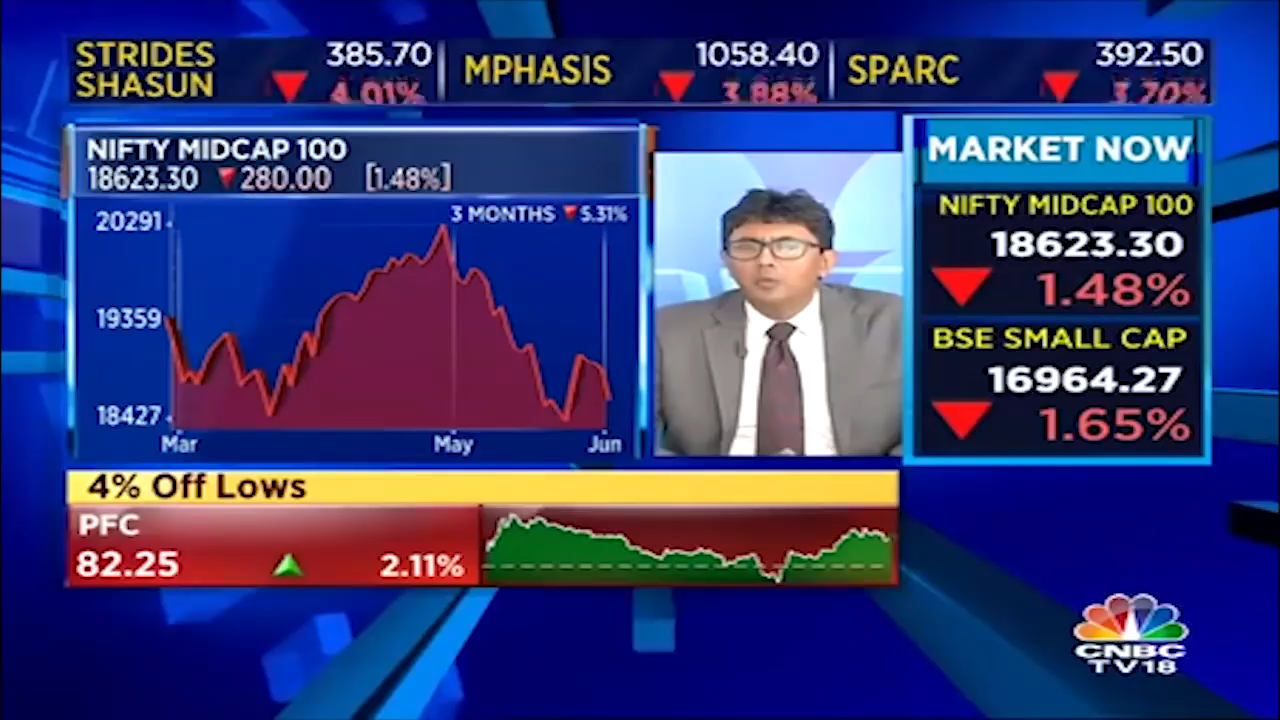 STRIDES SHASUN
385.70
4.01%
MPHASIS
1058.40
3.88%
SPARC
392.50
3.70%
NIFTY MIDCAP 100
18623.30 280.00 [1.48%]
3 MONTHS 5.31%
20291
19359
18427
Mar May Jun
MARKET NOW
NIFTY MIDCAP 100
18623.30
1.48%
BSE SMALL CAP
16964.27
1.65%
4% Off Lows
PFC
82.25 2.11%
CNBC
TV18